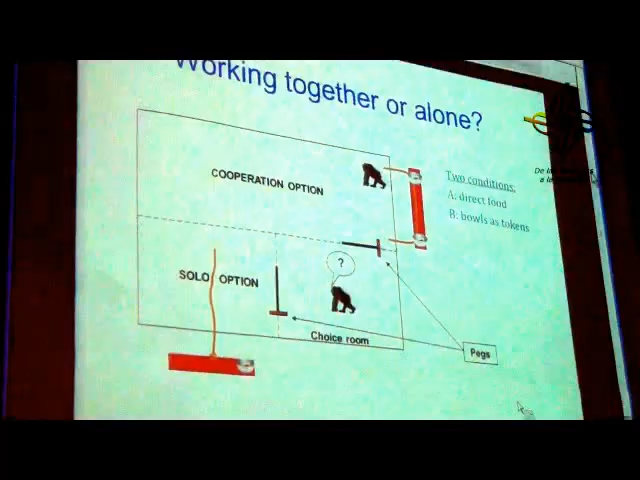 Working together or alone?
COOPERATION OPTION
Two conditions:
A: direct food
B: bowls as tokens
SOLO OPTION
?
Choice room
Pegs